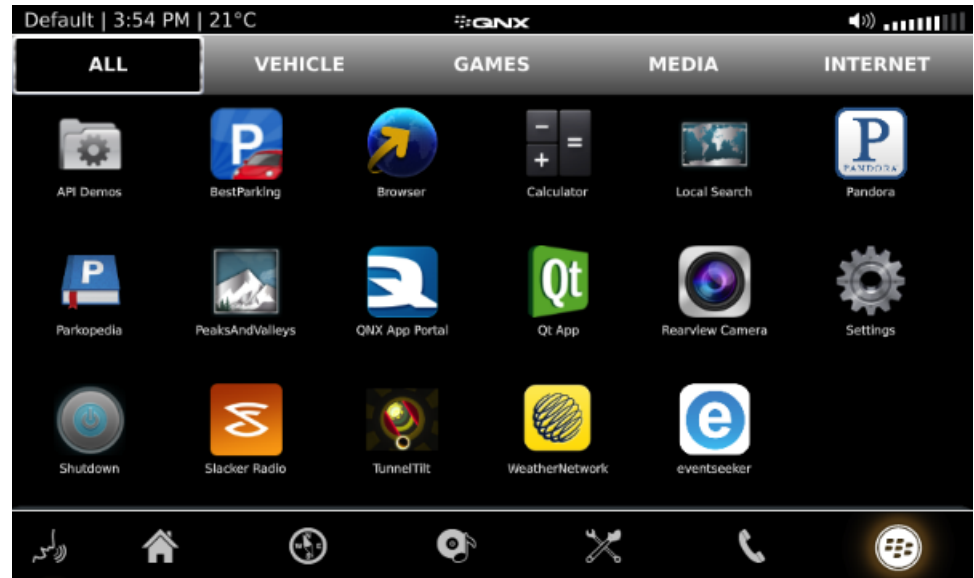 Default | 3:54 PM | 21°C QNX
ALL VEHICLE GAMES MEDIA INTERNET
P P PANDORA
API Demos BestParking Browser Calculator Local Search Pandora
P Qt
Parkopedia PeaksAndValleys QNX App Portal Qt App Rearview Camera Settings
S e
Shutdown Slacker Radio TunnelTilt WeatherNetwork eventseeker